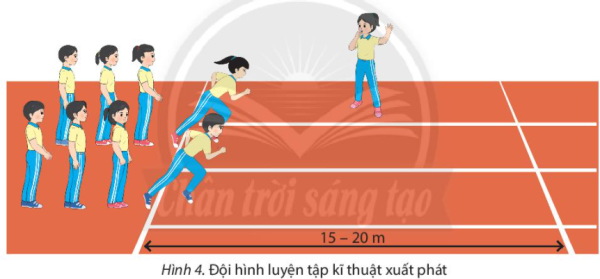 Chân trời sáng tạo
15 – 20 m
Hình 4. Đội hình luyện tập kĩ thuật xuất phát